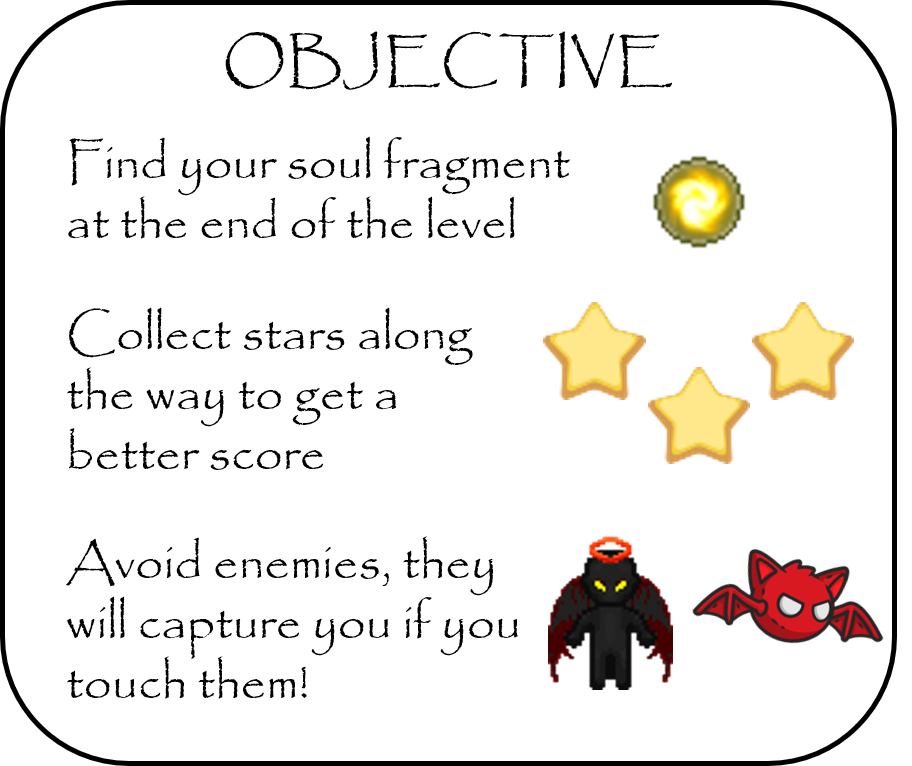 OBJECTIVE
Find your soul fragment
at the end of the level
Collect stars along
the way to get a
better score
Avoid enemies, they
will capture you if you
touch them!